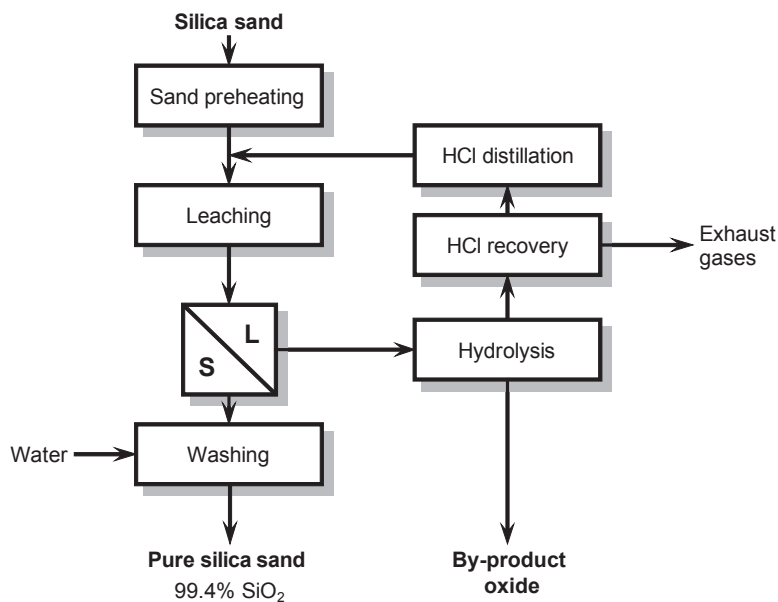 Silica sand
Sand preheating
HCl distillation
Leaching
HCl recovery
Exhaust
gases
L
S
Hydrolysis
Water
Washing
Pure silica sand
99.4% SiO₂
By-product
oxide